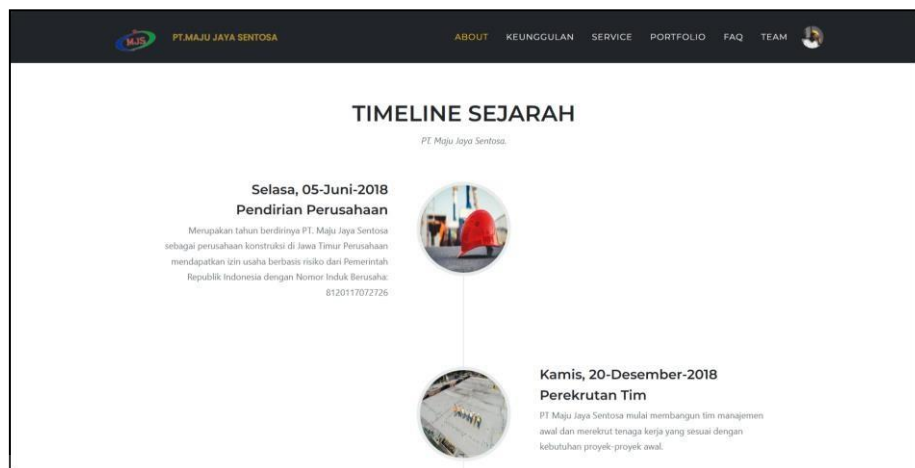 MJS
PT.MAJU JAYA SENTOSA
ABOUT KEUNGGULAN SERVICE PORTFOLIO FAQ TEAM
TIMELINE SEJARAH
PT. Maju Jaya Sentosa.
Selasa, 05-Juni-2018
Pendirian Perusahaan
Merupakan tahun berdirinya PT. Maju Jaya Sentosa
sebagai perusahaan konstruksi di Jawa Timur Perusahaan
mendapatkan izin usaha berbasis risiko dari Pemerintah
Republik Indonesia dengan Nomor Induk Berusaha:
8120117072726
Kamis, 20-Desember-2018
Perekrutan Tim
PT Maju Jaya Sentosa mulai membangun tim manajemen
awal dan merekrut tenaga kerja yang sesuai dengan
kebutuhan proyek-proyek awal.